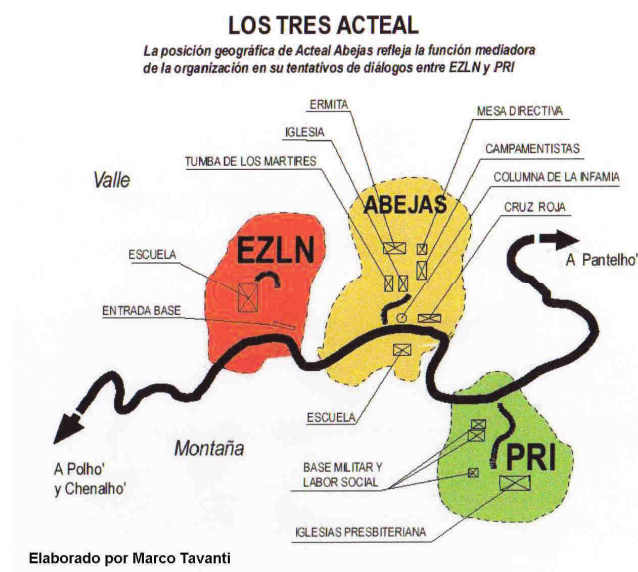 LOS TRES ACTEAL
La posición geográfica de Acteal Abejas refleja la función mediadora
de la organización en su tentativos de diálogos entre EZLN y PRI
ERMITA
MESA DIRECTIVA
IGLESIA
CAMPAMENTISTAS
TUMBA DE LOS MARTIRES
COLUMNA DE LA INFAMIA
Valle
ABEJAS
CRUZ ROJA
EZLN
ESCUELA
A Pantelho'
ENTRADA BASE
ESCUELA
Montaña
A Polho'
y Chenalho'
BASE MILITAR Y
LABOR SOCIAL
PRI
IGLESIAS PRESBITERIANA
Elaborado por Marco Tavanti